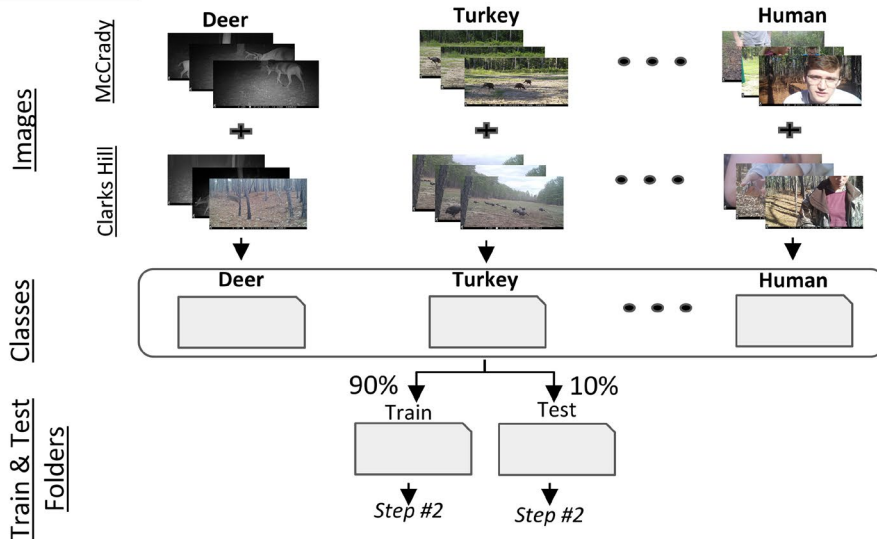 Deer
Turkey
Human
Images
McCrady
Clarks Hill
Deer
Turkey
Human
Classes
90%
10%
Train
Test
Train & Test
Folders
Step #2
Step #2